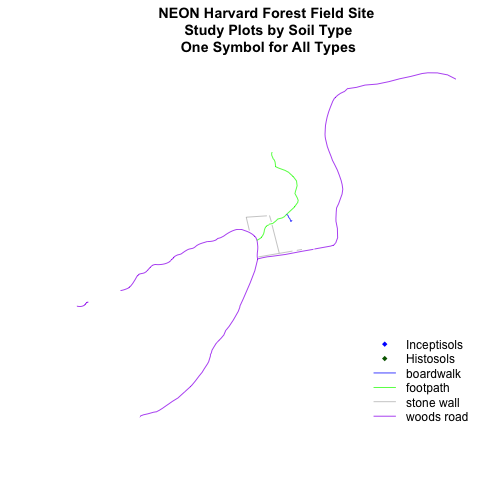 NEON Harvard Forest Field Site
Study Plots by Soil Type
One Symbol for All Types
Inceptisols
Histosols
boardwalk
footpath
stone wall
woods road